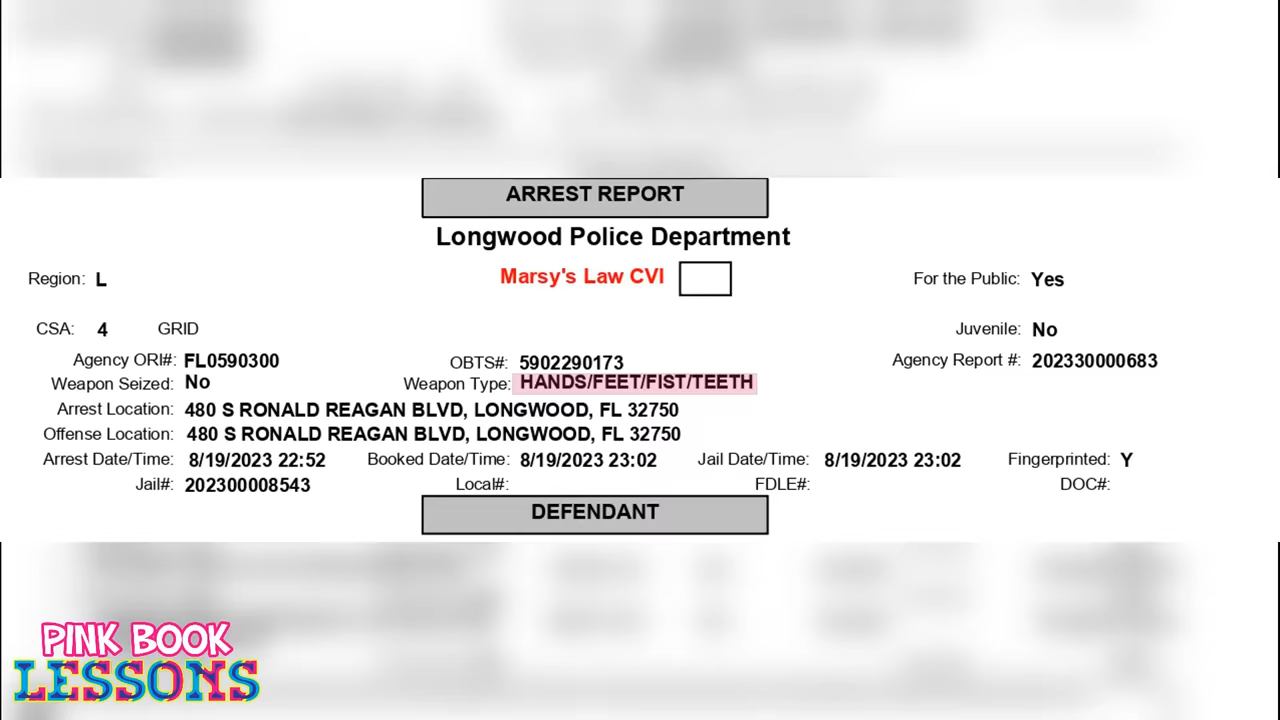 ARREST REPORT
Longwood Police Department
Region: L Marsy's Law CVI For the Public: Yes
CSA: 4 GRID Juvenile: No
Agency ORI#: FL0590300 OBTS#: 5902290173 Agency Report #: 202330000683
Weapon Seized: No Weapon Type: HANDS/FEET/FIST/TEETH
Arrest Location: 480 S RONALD REAGAN BLVD, LONGWOOD, FL 32750
Offense Location: 480 S RONALD REAGAN BLVD, LONGWOOD, FL 32750
Arrest Date/Time: 8/19/2023 22:52 Booked Date/Time: 8/19/2023 23:02 Jail Date/Time: 8/19/2023 23:02 Fingerprinted: Y
Jail#: 202300008543 Local#: FDLE#: DOC#:
DEFENDANT
PINK BOOK
LESSONS